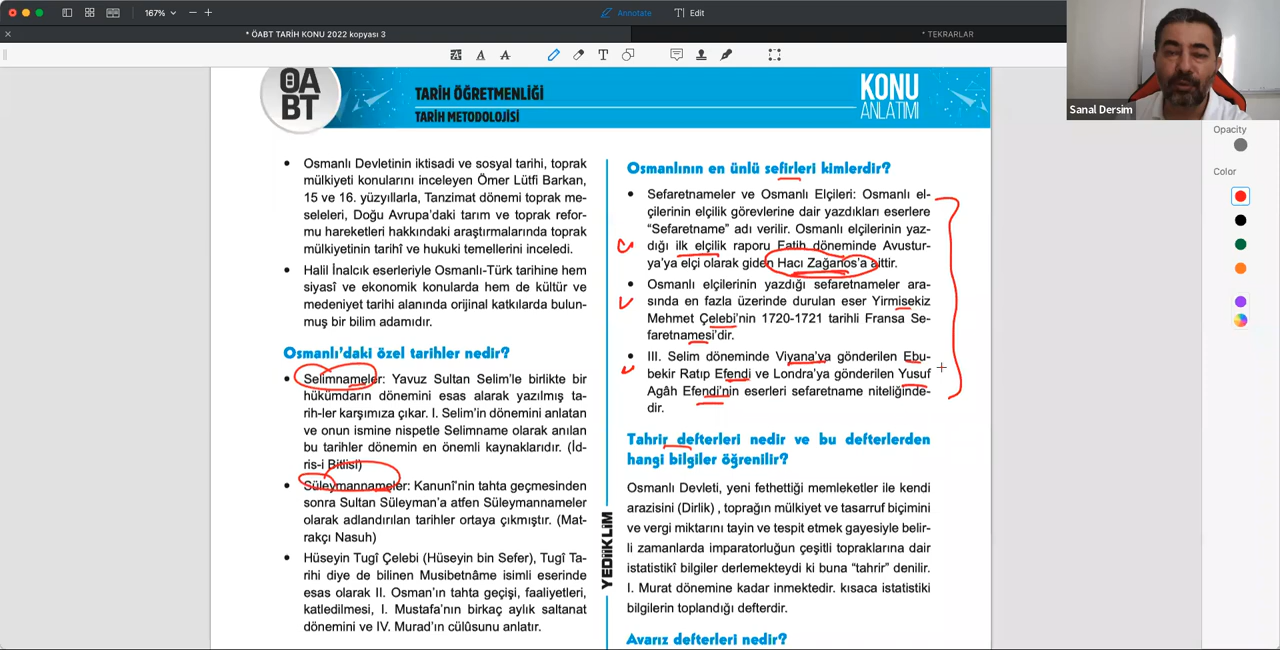 167%
Annotate
Edit
* ÖABT TARİH KONU 2022 kopyası 3
* TEKRARLAR
Sanal Dersim
Opacity
Color
ÖA
BT
TARİH ÖĞRETMENLİĞİ
TARİH METODOLOJİSİ
KONU
ANLATIMI
• Osmanlı Devletinin iktisadi ve sosyal tarihi, toprak
mülkiyeti konularını inceleyen Ömer Lütfi Barkan,
15 ve 16. yüzyıllarla, Tanzimat dönemi toprak me-
seleleri, Doğu Avrupa'daki tarım ve toprak refor-
mu hareketleri hakkındaki araştırmalarında toprak
mülkiyetinin tarihî ve hukuki temellerini inceledi.
• Halil İnalcık eserleriyle Osmanlı-Türk tarihine hem
siyasî ve ekonomik konularda hem de kültür ve
medeniyet tarihi alanında orijinal katkılarda bulun-
muş bir bilim adamıdır.
Osmanlı'daki özel tarihler nedir?
• Selimnameler: Yavuz Sultan Selim'le birlikte bir
hükümdarın dönemini esas alarak yazılmış ta-
rih-ler karşımıza çıkar. I. Selim'in dönemini anlatan
ve onun ismine nispetle Selimname olarak anılan
bu tarihler dönemin en önemli kaynaklarıdır. (İd-
ris-i Bitlisî)
• Süleymannameler: Kanunî'nin tahta geçmesinden
sonra Sultan Süleyman'a atfen Süleymannameler
olarak adlandırılan tarihler ortaya çıkmıştır. (Mat-
rakçı Nasuh)
• Hüseyin Tugî Çelebi (Hüseyin bin Sefer), Tugî Ta-
rihi diye de bilinen Musibetnâme isimli eserinde
esas olarak II. Osman'ın tahta geçişi, faaliyetleri,
katledilmesi, I. Mustafa'nın birkaç aylık saltanat
dönemini ve IV. Murad'ın cülûsunu anlatır.
YEDİİKLİM
Osmanlının en ünlü sefirleri kimlerdir?
• Sefaretnameler ve Osmanlı Elçileri: Osmanlı el-
çilerinin elçilik görevlerine dair yazdıkları eserlere
“Sefaretname” adı verilir. Osmanlı elçilerinin yaz-
dığı ilk elçilik raporu Fatih döneminde Avustur-
ya'ya elçi olarak giden Hacı Zağanos'a aittir.
• Osmanlı elçilerinin yazdığı sefaretnameler ara-
sında en fazla üzerinde durulan eser Yirmisekiz
Mehmet Çelebi'nin 1720-1721 tarihli Fransa Se-
faretnamesi'dir.
• III. Selim döneminde Viyana'ya gönderilen Ebu-
bekir Ratıp Efendi ve Londra'ya gönderilen Yusuf
Agâh Efendi'nin eserleri sefaretname niteliğinde-
dir.
Tahrir defterleri nedir ve bu defterlerden
hangi bilgiler öğrenilir?
Osmanlı Devleti, yeni fethettiği memleketler ile kendi
arazisini (Dirlik) , toprağın mülkiyet ve tasarruf biçimini
ve vergi miktarını tayin ve tespit etmek gayesiyle belir-
li zamanlarda imparatorluğun çeşitli topraklarına dair
istatistikî bilgiler derlemekteydi ki buna “tahrir” denilir.
I. Murat dönemine kadar inmektedir. kısaca istatistiki
bilgilerin toplandığı defterdir.
Avarız defterleri nedir?